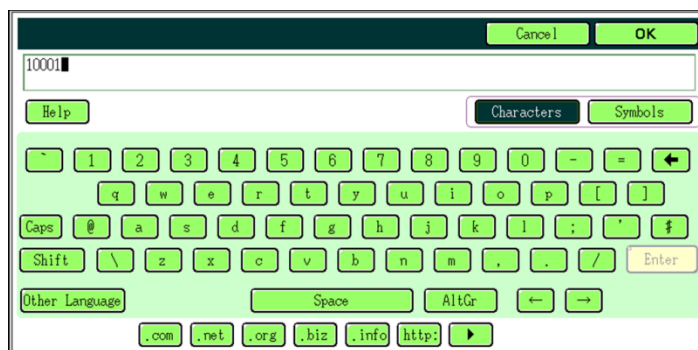 Cancel OK
10001
Help Characters Symbols
` 1 2 3 4 5 6 7 8 9 0 - = ←
q w e r t y u i o p [ ]
Caps @ a s d f g h j k l ; ' #
Shift \ z x c v b n m , . / Enter
Other Language Space AltGr ← →
.com .net .org .biz .info http: ▶